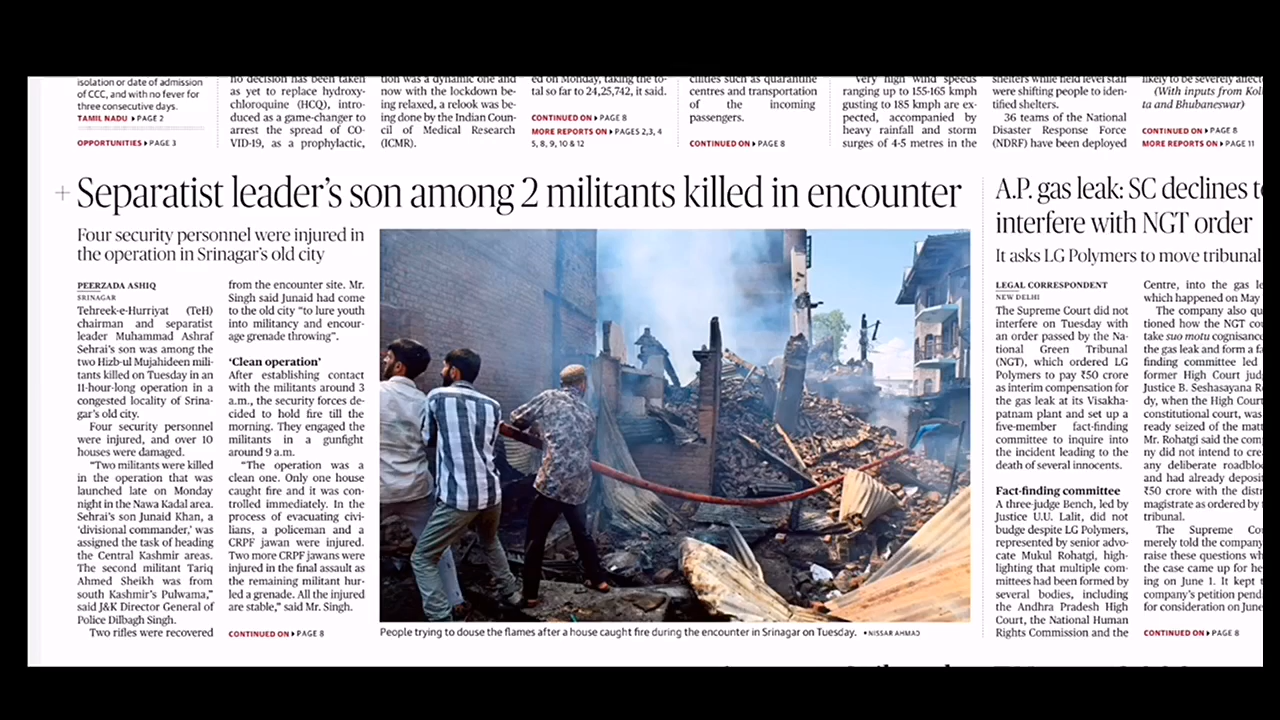 isolation or date of admission
of CCC, and with no fever for
three consecutive days.
TAMIL NADU ▸ PAGE 2
OPPORTUNITIES ▸ PAGE 3
no decision has been taken
as yet to replace hydroxy-
chloroquine (HCQ), intro-
duced as a game-changer to
arrest the spread of CO-
VID-19, as a prophylactic,
tion was a dynamic one and
now with the lockdown be-
ing relaxed, a relook was be-
ing done by the Indian Coun-
cil of Medical Research
(ICMR).
ed on Monday, taking the to-
tal so far to 24,25,742, it said.
CONTINUED ON ▸ PAGE 8
MORE REPORTS ON ▸ PAGES 2,3, 4
5, 8, 9, 10 & 12
cilities such as quarantine
centres and transportation
of the incoming
passengers.
CONTINUED ON ▸ PAGE 8
Very high wind speeds
ranging up to 155-165 kmph
gusting to 185 kmph are ex-
pected, accompanied by
heavy rainfall and storm
surges of 4-5 metres in the
shelters while field level staff
were shifting people to iden-
tified shelters.
36 teams of the National
Disaster Response Force
(NDRF) have been deployed
likely to be severely affect
(With inputs from Kol
ta and Bhubaneswar)
CONTINUED ON ▸ PAGE 8
MORE REPORTS ON ▸ PAGE 11
Separatist leader's son among 2 militants killed in encounter
Four security personnel were injured in
the operation in Srinagar's old city
PEERZADA ASHIQ
SRINAGAR
Tehreek-e-Hurriyat (TeH)
chairman and separatist
leader Muhammad Ashraf
Sehrai's son was among the
two Hizb-ul Mujahideen mili-
tants killed on Tuesday in an
11-hour-long operation in a
congested locality of Srina-
gar's old city.
Four security personnel
were injured, and over 10
houses were damaged.
"Two militants were killed
in the operation that was
launched late on Monday
night in the Nawa Kadal area.
Sehrai's son Junaid Khan, a
'divisional commander,' was
assigned the task of heading
the Central Kashmir areas.
The second militant Tariq
Ahmed Sheikh was from
south Kashmir's Pulwama,"
said J&K Director General of
Police Dilbagh Singh.
Two rifles were recovered
from the encounter site. Mr.
Singh said Junaid had come
to the old city "to lure youth
into militancy and encour-
age grenade throwing".
'Clean operation'
After establishing contact
with the militants around 3
a.m., the security forces de-
cided to hold fire till the
morning. They engaged the
militants in a gunfight
around 9 a.m.
"The operation was a
clean one. Only one house
caught fire and it was con-
trolled immediately. In the
process of evacuating civi-
lians, a policeman and a
CRPF jawan were injured.
Two more CRPF jawans were
injured in the final assault as
the remaining militant hur-
led a grenade. All the injured
are stable," said Mr. Singh.
CONTINUED ON ▸ PAGE 8
People trying to douse the flames after a house caught fire during the encounter in Srinagar on Tuesday. • NISSAR AHMAD
A.P. gas leak: SC declines t
interfere with NGT order
It asks LG Polymers to move tribunal
LEGAL CORRESPONDENT
NEW DELHI
The Supreme Court did not
interfere on Tuesday with
an order passed by the Na-
tional Green Tribunal
(NGT), which ordered LG
Polymers to pay ₹50 crore
as interim compensation for
the gas leak at its Visakha-
patnam plant and set up a
five-member fact-finding
committee to inquire into
the incident leading to the
death of several innocents.
Fact-finding committee
A three-judge Bench, led by
Justice U.U. Lalit, did not
budge despite LG Polymers,
represented by senior advo-
cate Mukul Rohatgi, high-
lighting that multiple com-
mittees had been formed by
several bodies, including
the Andhra Pradesh High
Court, the National Human
Rights Commission and the
Centre, into the gas le
which happened on May
The company also qu
tioned how the NGT cou
take suo motu cognisanc
the gas leak and form a fa
finding committee led
former High Court judg
Justice B. Seshasayana R
dy, when the High Court
constitutional court, was
ready seized of the matt
Mr. Rohatgi said the com
ny did not intend to crea
any deliberate roadblo
and had already deposi
₹50 crore with the distr
magistrate as ordered by
tribunal.
The Supreme Co
merely told the company
raise these questions wh
the case came up for he
ing on June 1. It kept
company's petition pend
for consideration on June
CONTINUED ON ▸ PAGE 8